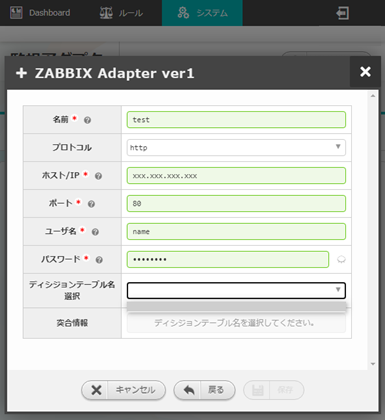 Dashboard ルール システム
ZABBIX Adapter ver1
名前 * test
プロトコル http
ホスト/IP * xxx.xxx.xxx.xxx
ポート * 80
ユーザ名 * name
パスワード * ••••••••
ディシジョンテーブル名
選択
突合情報 ディシジョンテーブル名を選択してください。
キャンセル 戻る 保存